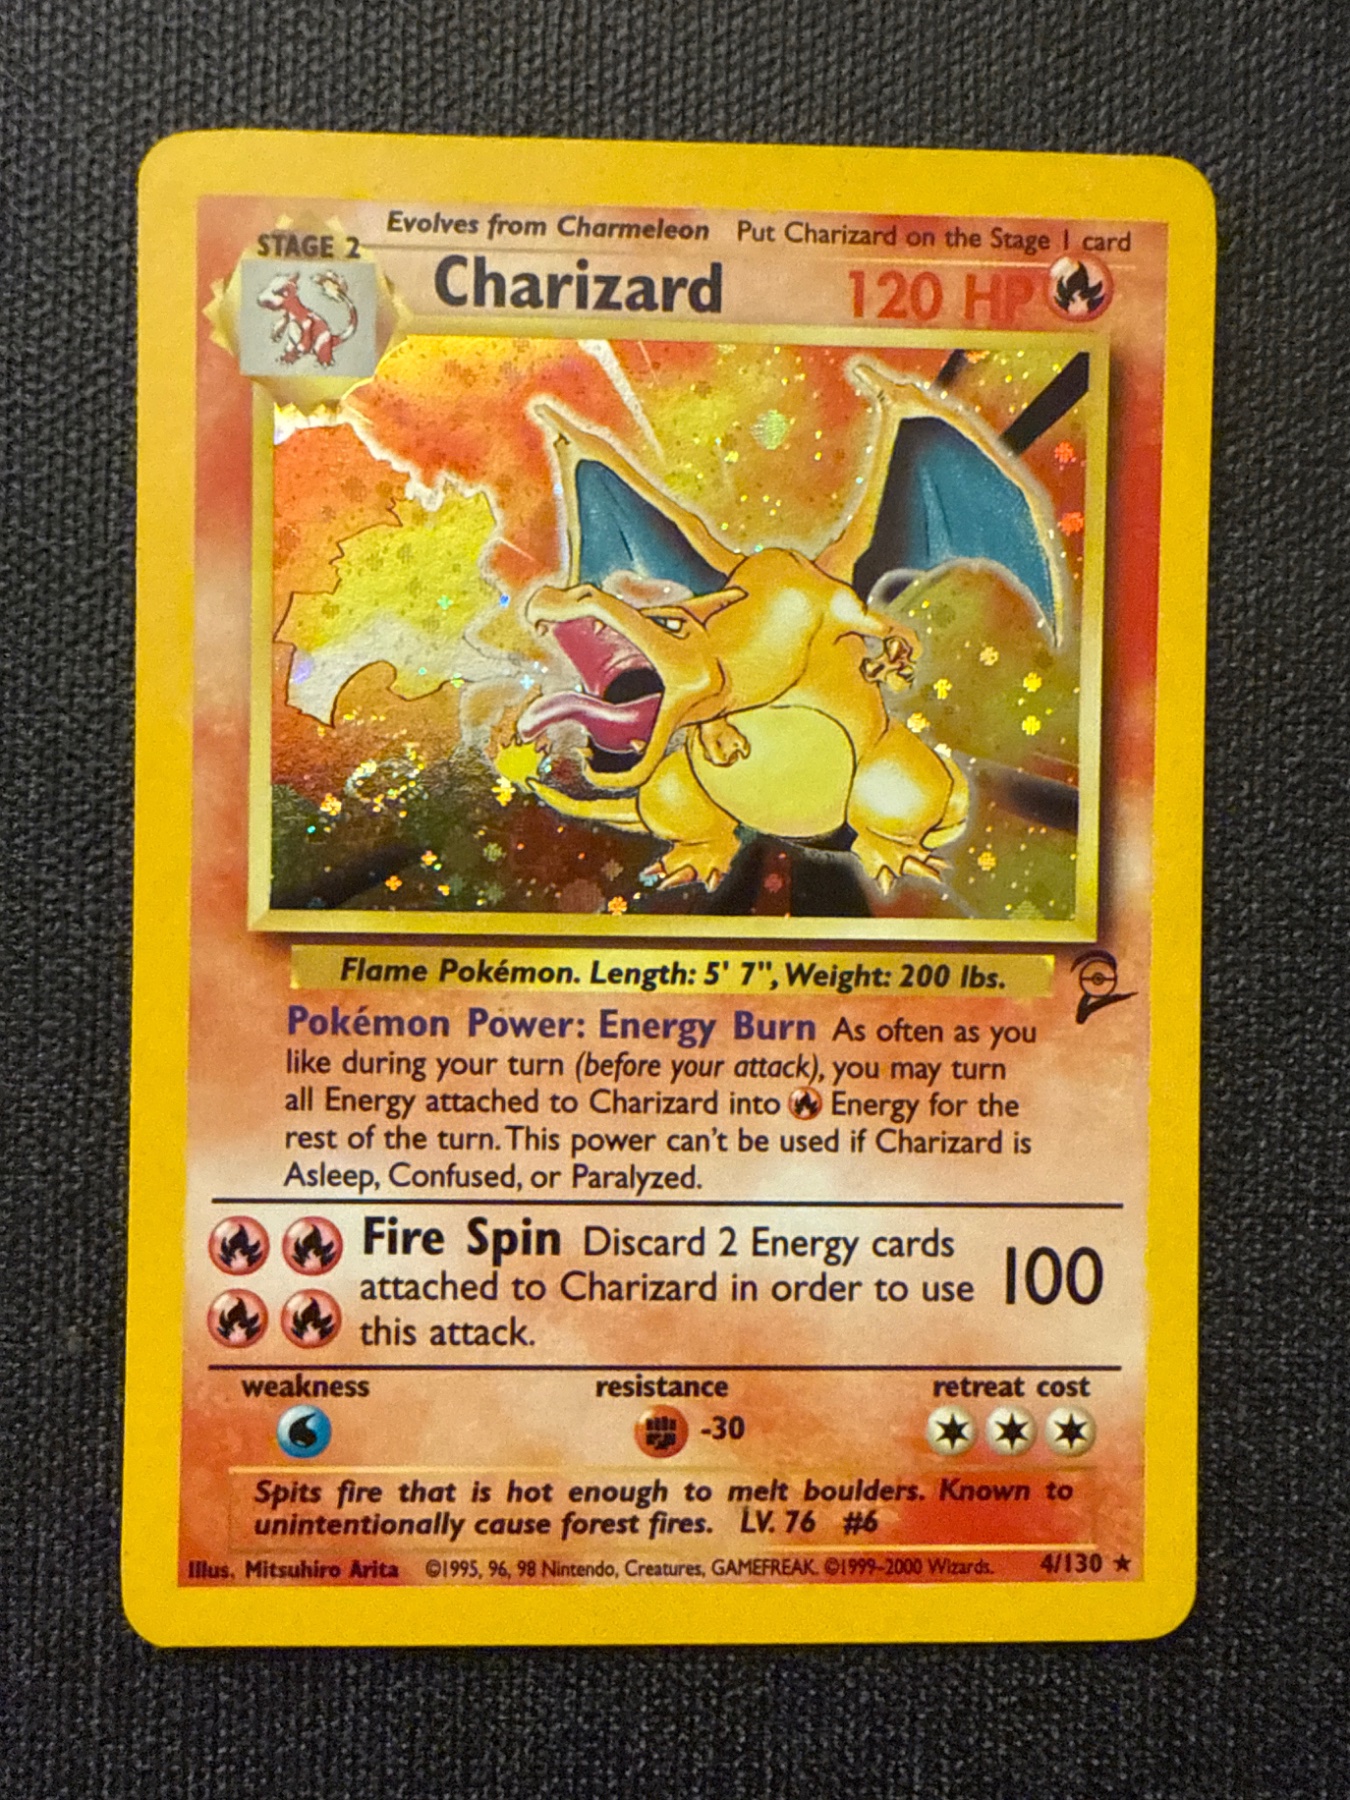 Evolves from Charmeleon Put Charizard on the Stage 1 card
STAGE 2
Charizard 120 HP
Flame Pokémon. Length: 5' 7", Weight: 200 lbs.
Pokémon Power: Energy Burn As often as you
like during your turn (before your attack), you may turn
all Energy attached to Charizard into Energy for the
rest of the turn. This power can't be used if Charizard is
Asleep, Confused, or Paralyzed.
Fire Spin Discard 2 Energy cards
attached to Charizard in order to use
this attack.
100
weakness resistance retreat cost
-30
Spits fire that is hot enough to melt boulders. Known to
unintentionally cause forest fires. LV. 76 #6
Illus. Mitsuhiro Arita ©1995, 96, 98 Nintendo, Creatures, GAMEFREAK. ©1999-2000 Wizards. 4/130 ★